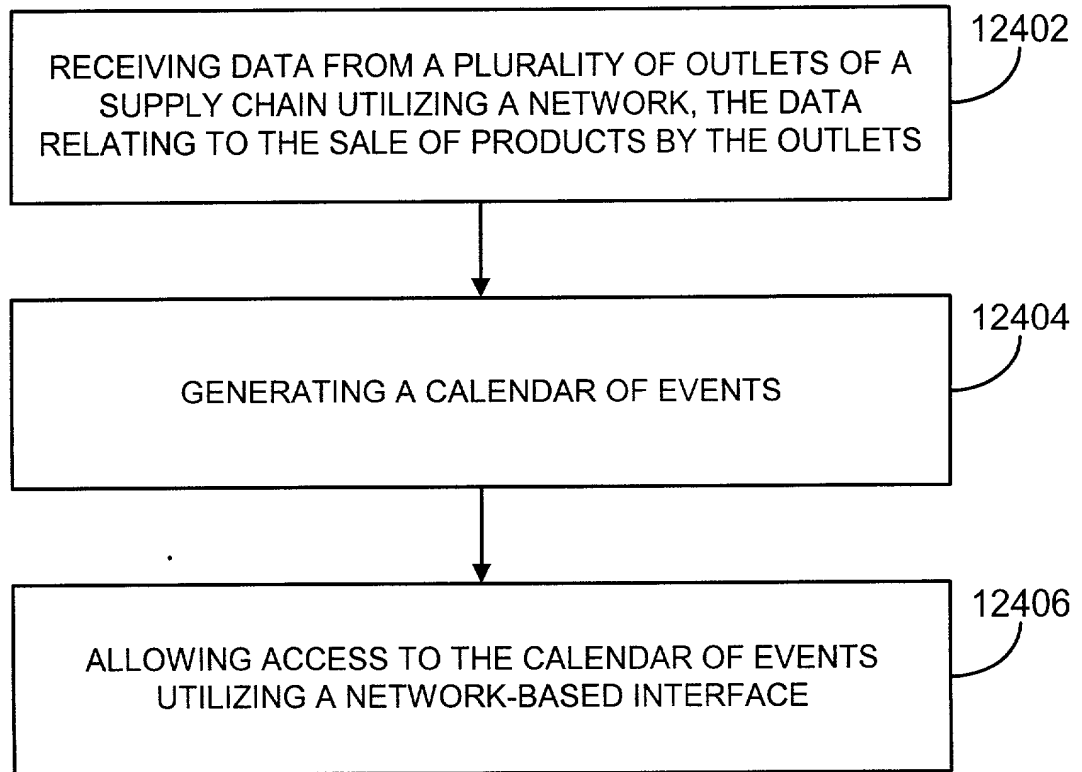 12402
RECEIVING DATA FROM A PLURALITY OF OUTLETS OF A
SUPPLY CHAIN UTILIZING A NETWORK, THE DATA
RELATING TO THE SALE OF PRODUCTS BY THE OUTLETS
12404
GENERATING A CALENDAR OF EVENTS
12406
ALLOWING ACCESS TO THE CALENDAR OF EVENTS
UTILIZING A NETWORK-BASED INTERFACE